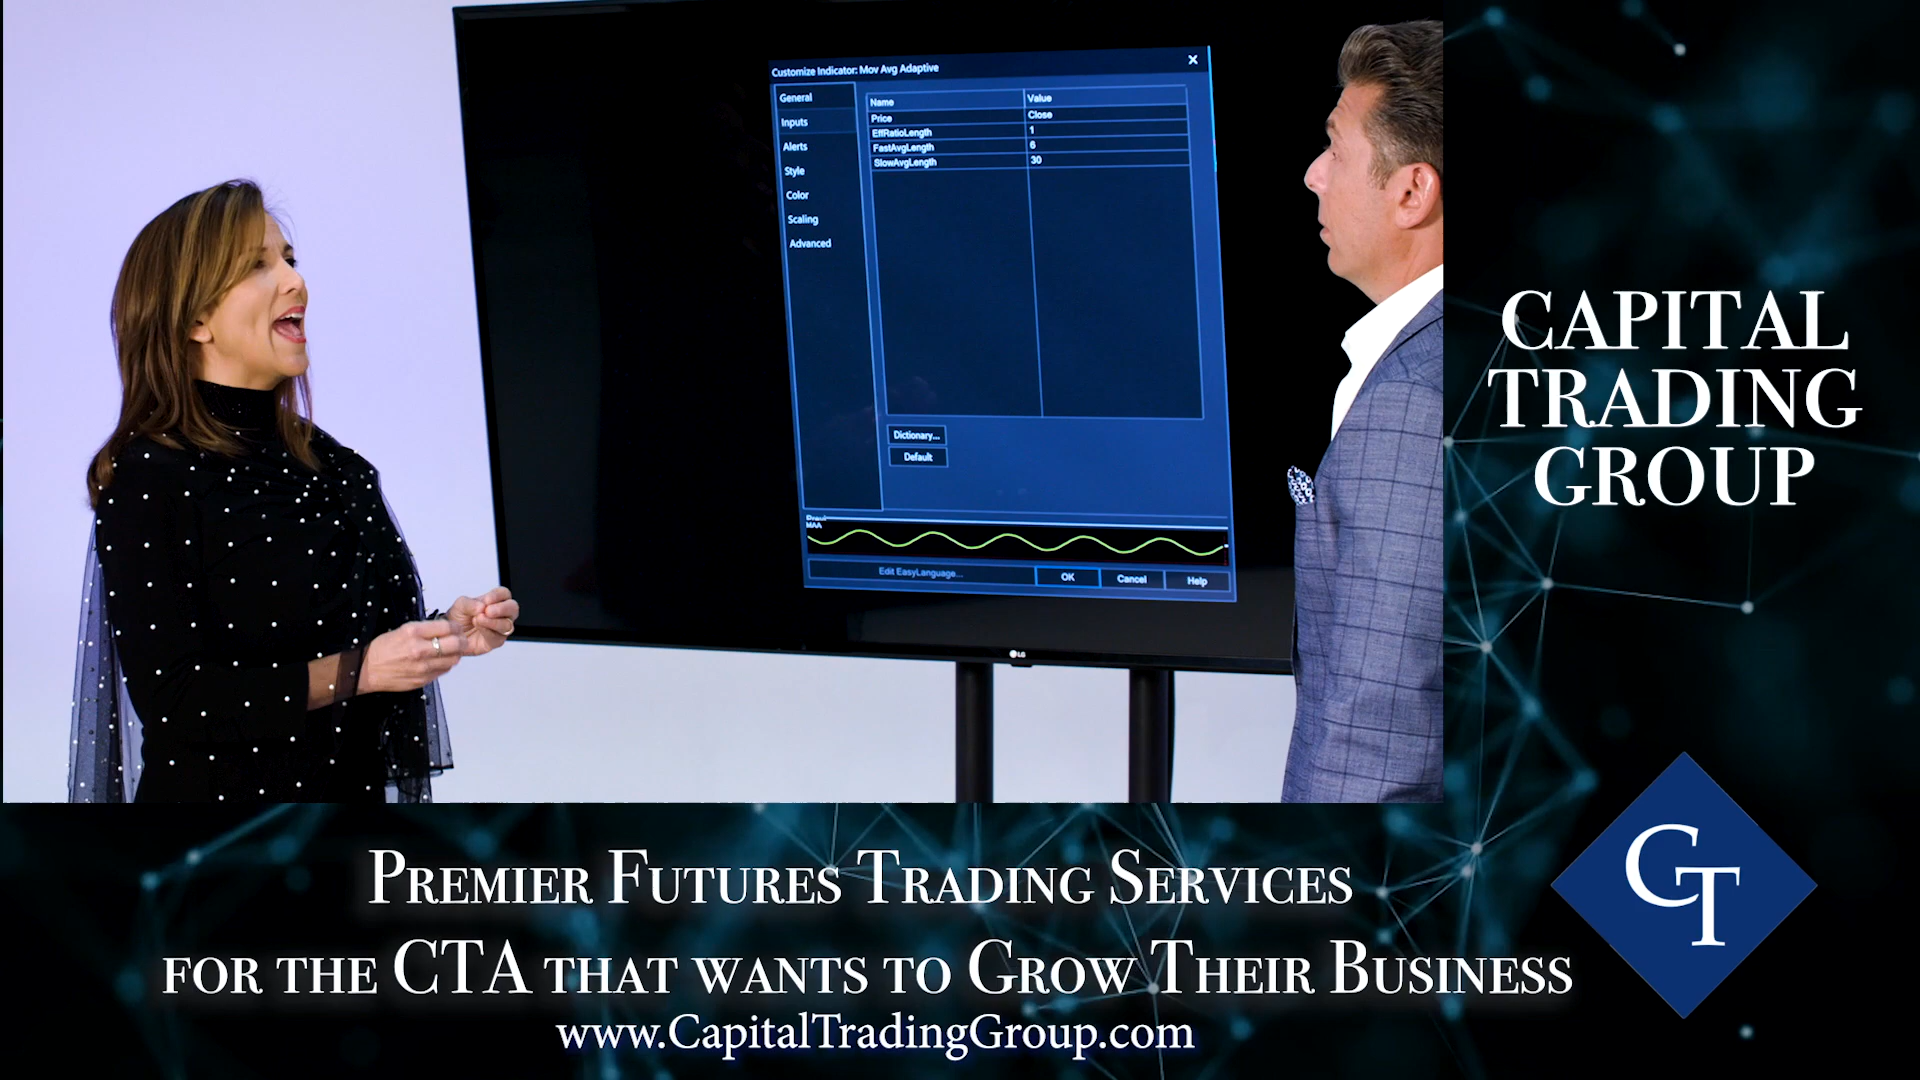 Customize Indicator: Mov Avg Adaptive
General
Inputs
Alerts
Style
Color
Scaling
Advanced
Name Value
Price Close
EffRatioLength 1
FastAvgLength 6
SlowAvgLength 30
Dictionary...
Default
MAA
Edit EasyLanguage... OK Cancel Help
LG
CAPITAL
TRADING
GROUP
CT
PREMIER FUTURES TRADING SERVICES
FOR THE CTA THAT WANTS TO GROW THEIR BUSINESS
www.CapitalTradingGroup.com